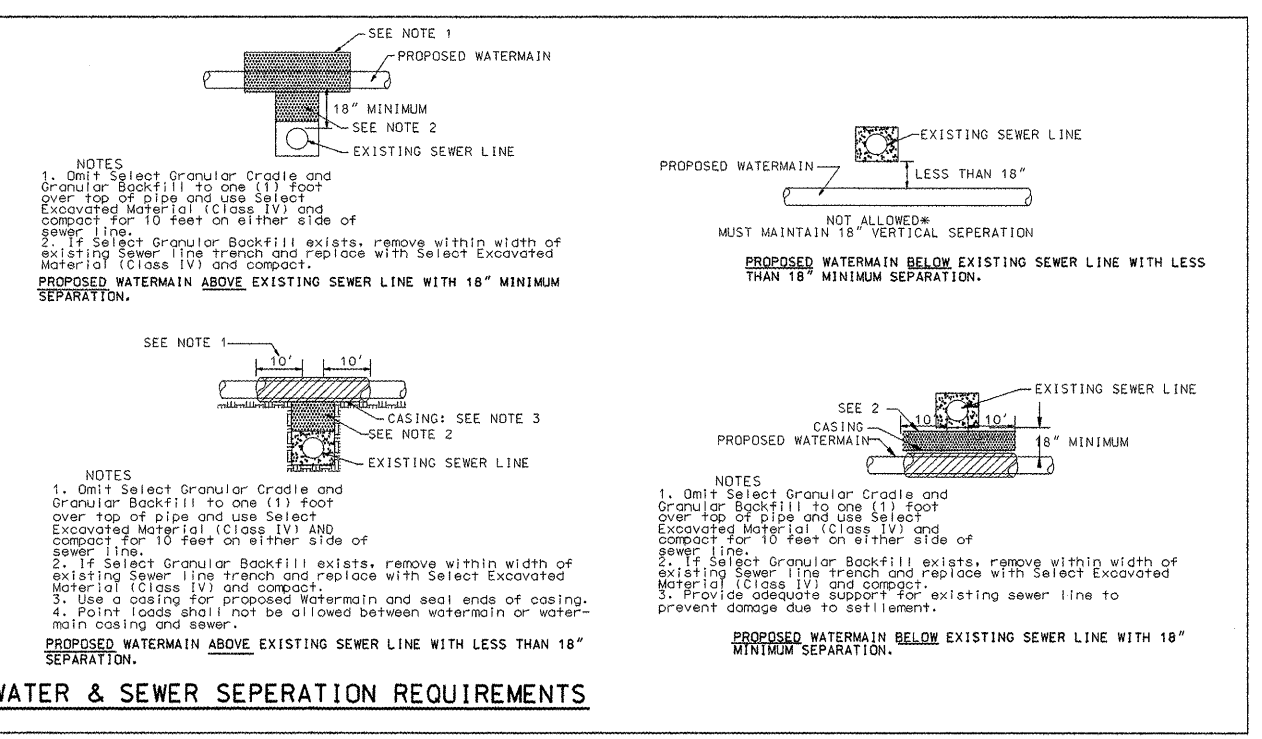 SEE NOTE 1
PROPOSED WATERMAIN
18" MINIMUM
SEE NOTE 2
EXISTING SEWER LINE
NOTES
1. Omit Select Granular Cradle and
Granular Backfill to one (1) foot
over top of pipe and use Select
Excavated Material (Class IV) and
compact for 10 feet on either side of
sewer line.
2. If Select Granular Backfill exists, remove within width of
existing Sewer line trench and replace with Select Excavated
Material (Class IV) and compact.
PROPOSED WATERMAIN ABOVE EXISTING SEWER LINE WITH 18" MINIMUM
SEPARATION.
EXISTING SEWER LINE
PROPOSED WATERMAIN
LESS THAN 18"
NOT ALLOWED*
MUST MAINTAIN 18" VERTICAL SEPERATION
PROPOSED WATERMAIN BELOW EXISTING SEWER LINE WITH LESS
THAN 18" MINIMUM SEPARATION.
SEE NOTE 1
10' 10'
CASING: SEE NOTE 3
SEE NOTE 2
EXISTING SEWER LINE
NOTES
1. Omit Select Granular Cradle and
Granular Backfill to one (1) foot
over top of pipe and use Select
Excavated Material (Class IV) AND
compact for 10 feet on either side of
sewer line.
2. If Select Granular Backfill exists, remove within width of
existing Sewer line trench and replace with Select Excavated
Material (Class IV) and compact.
3. Use a casing for proposed Watermain and seal ends of casing.
4. Point loads shall not be allowed between watermain or water-
main casing and sewer.
PROPOSED WATERMAIN ABOVE EXISTING SEWER LINE WITH LESS THAN 18"
SEPARATION.
EXISTING SEWER LINE
SEE 2
10' 10'
CASING
PROPOSED WATERMAIN
18" MINIMUM
NOTES
1. Omit Select Granular Cradle and
Granular Backfill to one (1) foot
over top of pipe and use Select
Excavated Material (Class IV) and
compact for 10 feet on either side of
sewer line.
2. If Select Granular Backfill exists, remove within width of
existing Sewer line trench and replace with Select Excavated
Material (Class IV) and compact.
3. Provide adequate support for existing sewer line to
prevent damage due to setllement.
PROPOSED WATERMAIN BELOW EXISTING SEWER LINE WITH 18"
MINIMUM SEPARATION.
WATER & SEWER SEPERATION REQUIREMENTS